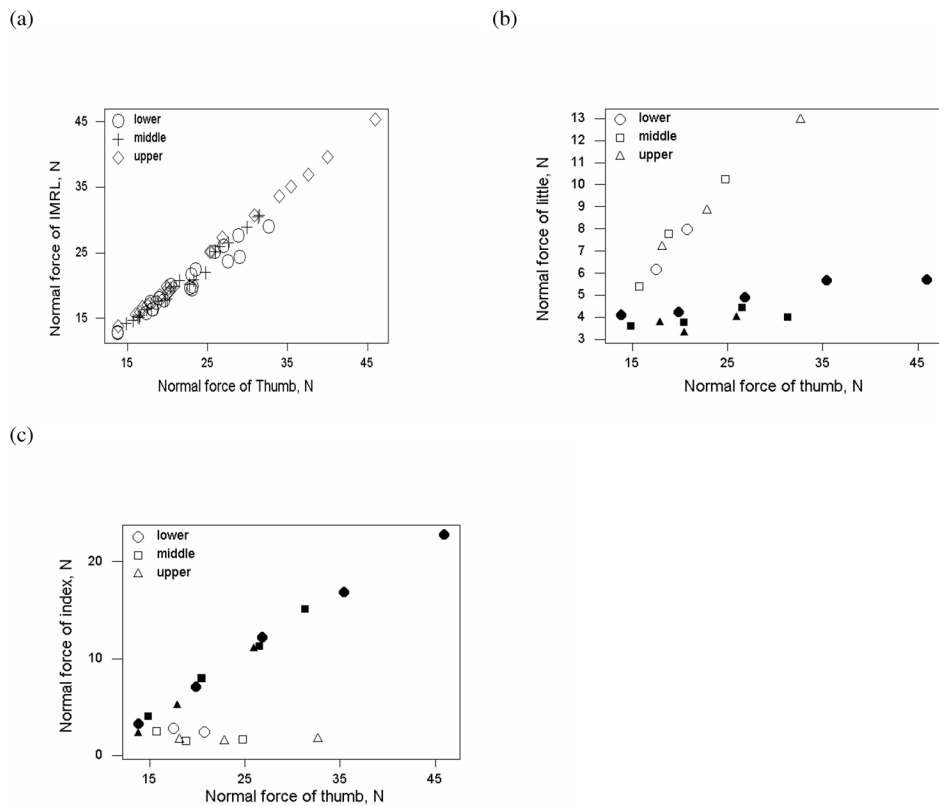 (a)
(b)
lower
middle
upper
45
35
25
15
15 25 35 45
Normal force of IMRL, N
Normal force of Thumb, N
lower
middle
upper
13
12
11
10
9
8
7
6
5
4
3
15 25 35 45
Normal force of little, N
Normal force of thumb, N
(c)
lower
middle
upper
20
10
0
15 25 35 45
Normal force of index, N
Normal force of thumb, N